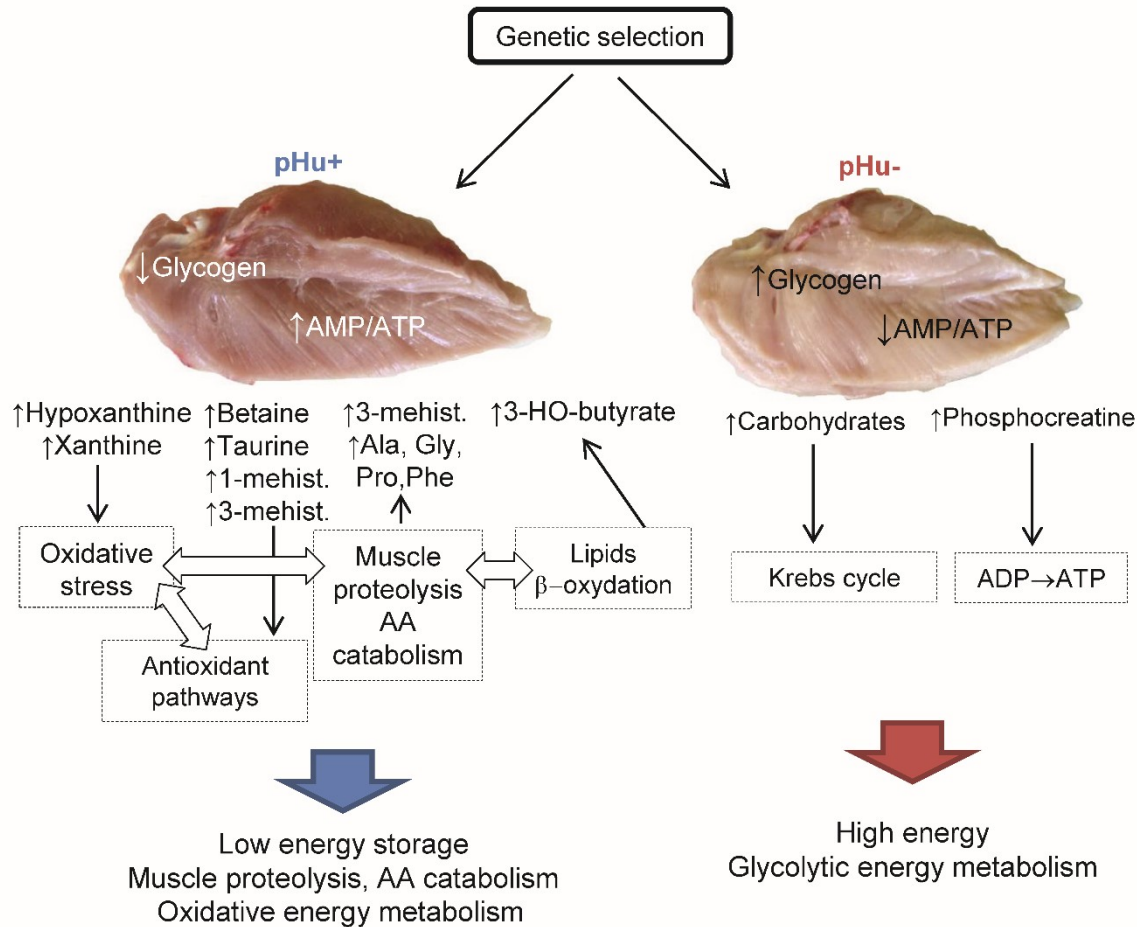 Genetic selection
pHu+
pHu-
↓Glycogen
↑AMP/ATP
↑Glycogen
↓AMP/ATP
↑Hypoxanthine
↑Xanthine
↑Betaine
↑Taurine
↑1-mehist.
↑3-mehist.
↑3-mehist.
↑Ala, Gly,
Pro,Phe
↑3-HO-butyrate
↑Carbohydrates
↑Phosphocreatine
Oxidative
stress
Antioxidant
pathways
Muscle
proteolysis
AA
catabolism
Lipids
β–oxydation
Krebs cycle
ADP→ATP
Low energy storage
Muscle proteolysis, AA catabolism
Oxidative energy metabolism
High energy
Glycolytic energy metabolism